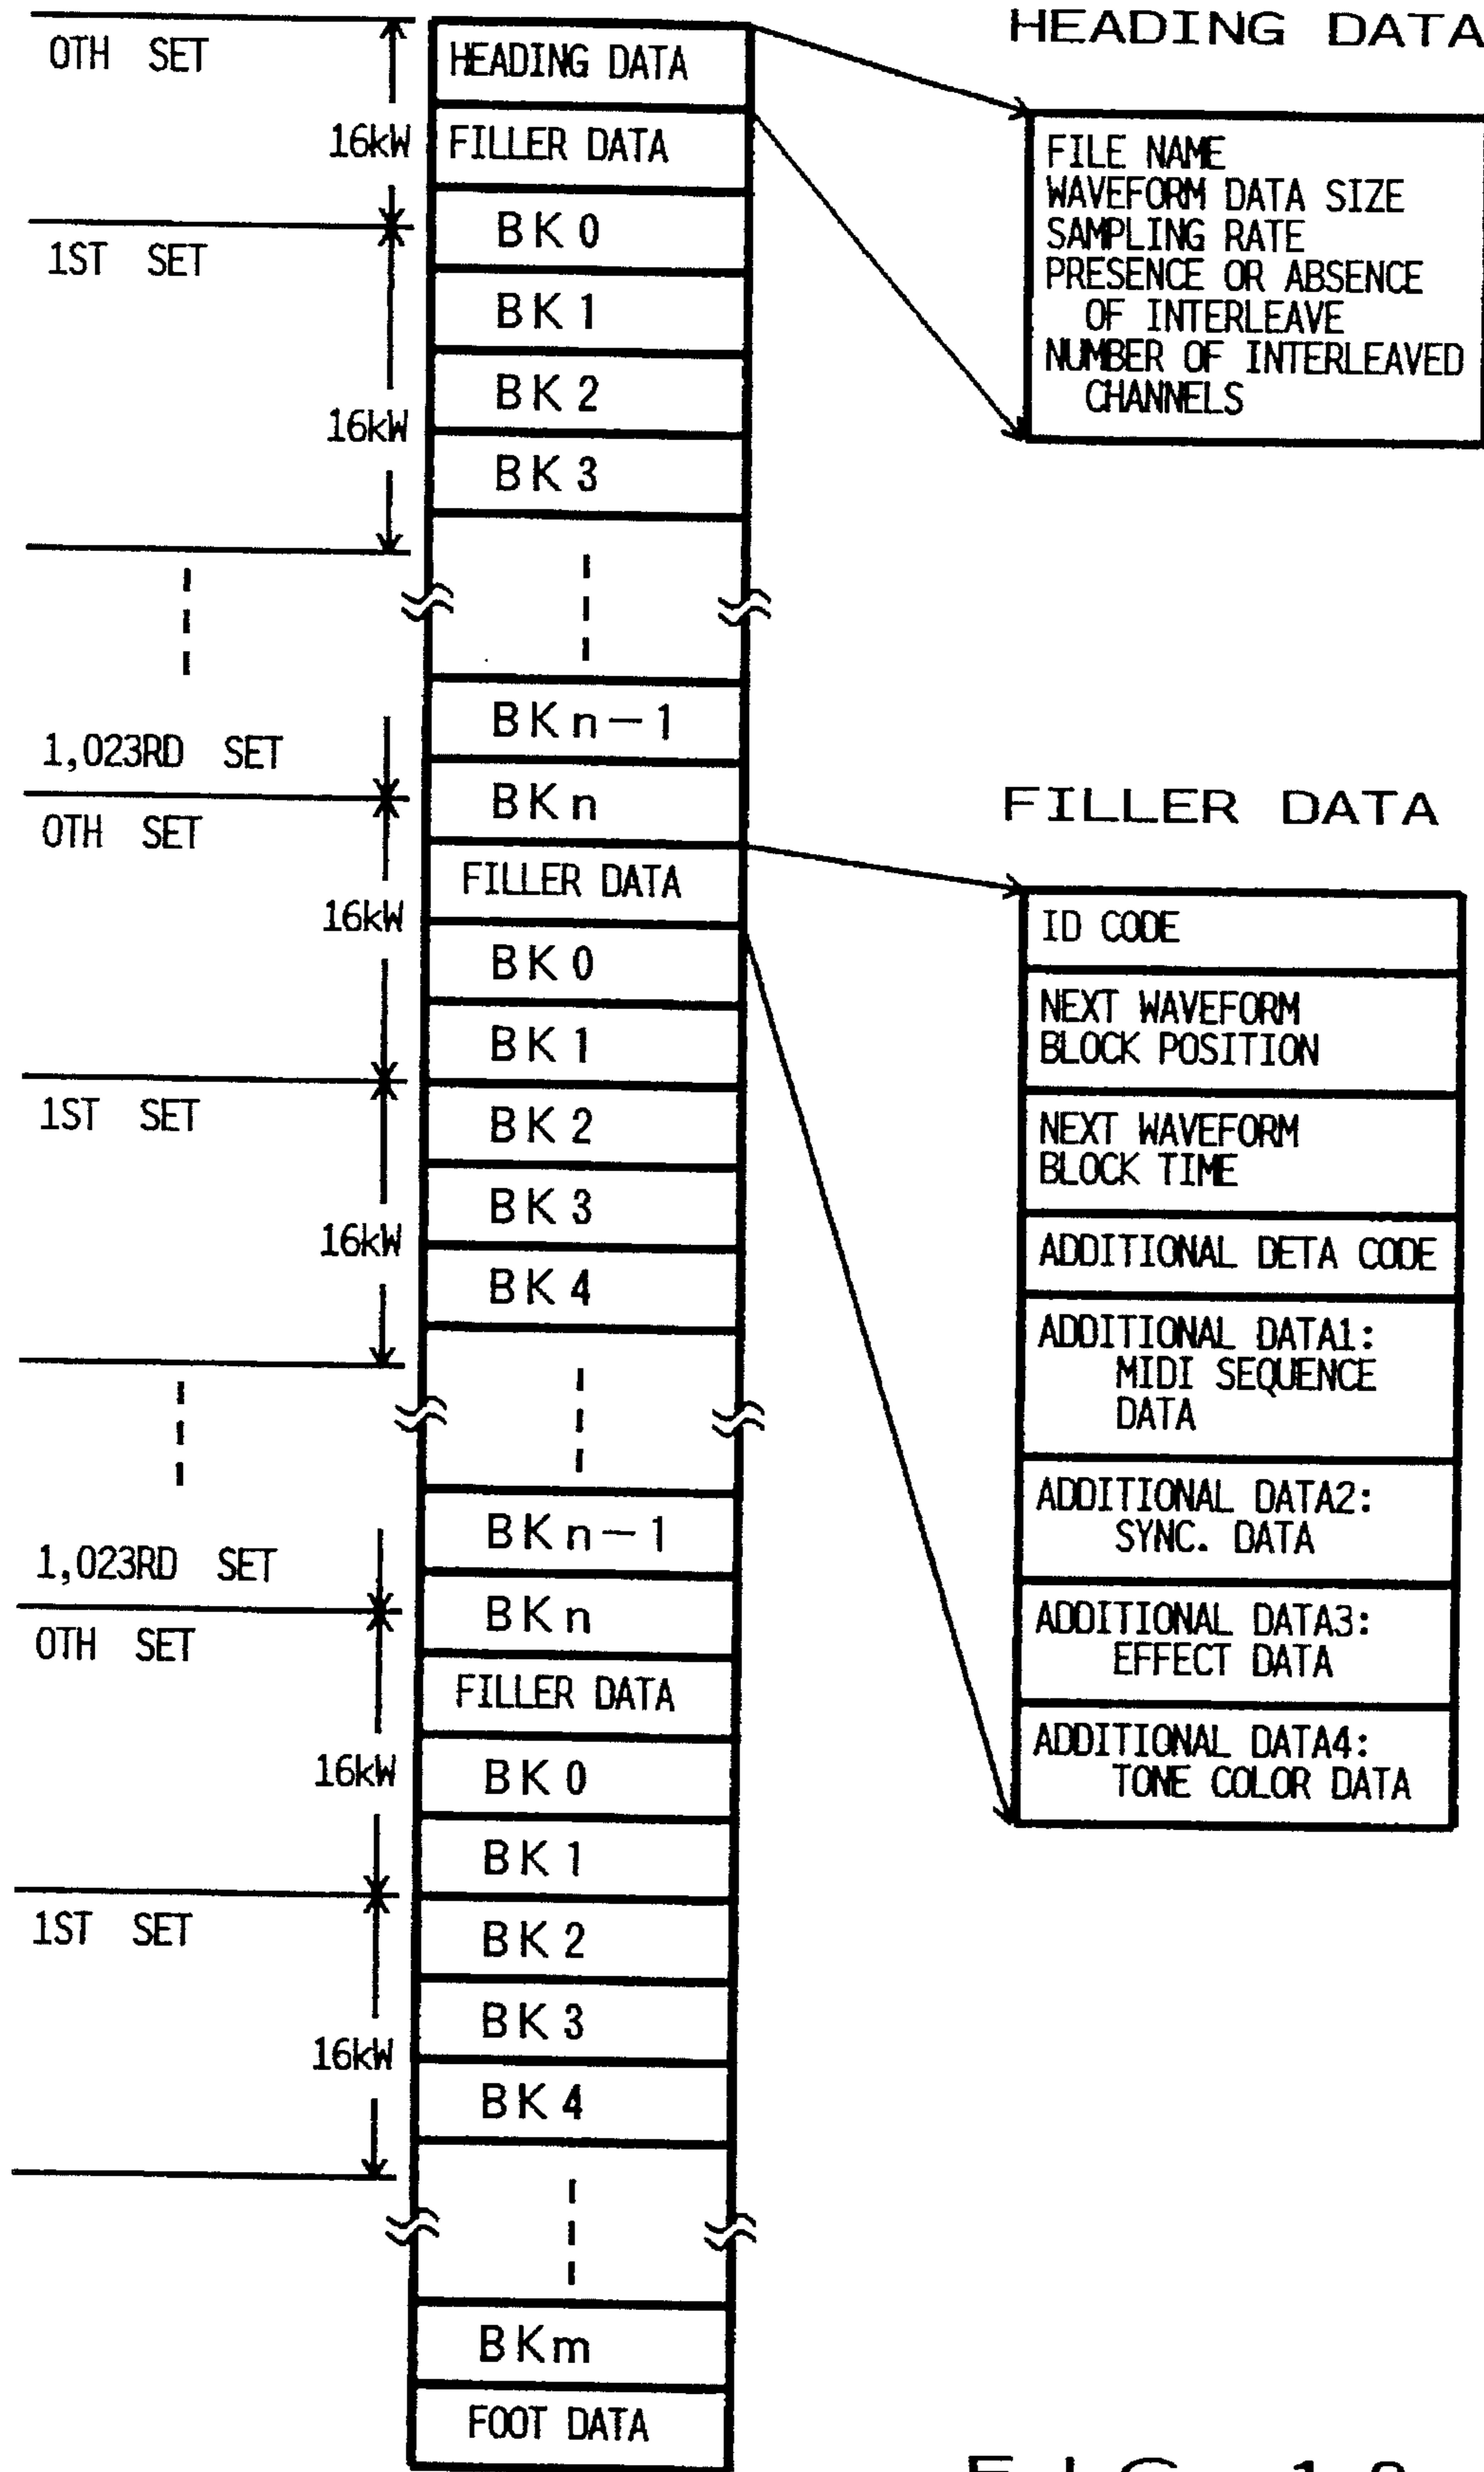 0TH SET
16kW
1ST SET
16kW
1,023RD SET
0TH SET
16kW
1ST SET
16kW
1,023RD SET
0TH SET
16kW
1ST SET
16kW
HEADING DATA
FILLER DATA
BK0
BK1
BK2
BK3
BKn-1
BKn
FILLER DATA
BK0
BK1
BK2
BK3
BK4
BKn-1
BKn
FILLER DATA
BK0
BK1
BK2
BK3
BK4
BKm
FOOT DATA
HEADING DATA
FILE NAME
WAVEFORM DATA SIZE
SAMPLING RATE
PRESENCE OR ABSENCE
OF INTERLEAVE
NUMBER OF INTERLEAVED
CHANNELS
FILLER DATA
ID CODE
NEXT WAVEFORM
BLOCK POSITION
NEXT WAVEFORM
BLOCK TIME
ADDITIONAL DETA CODE
ADDITIONAL DATA1:
MIDI SEQUENCE
DATA
ADDITIONAL DATA2:
SYNC. DATA
ADDITIONAL DATA3:
EFFECT DATA
ADDITIONAL DATA4:
TONE COLOR DATA